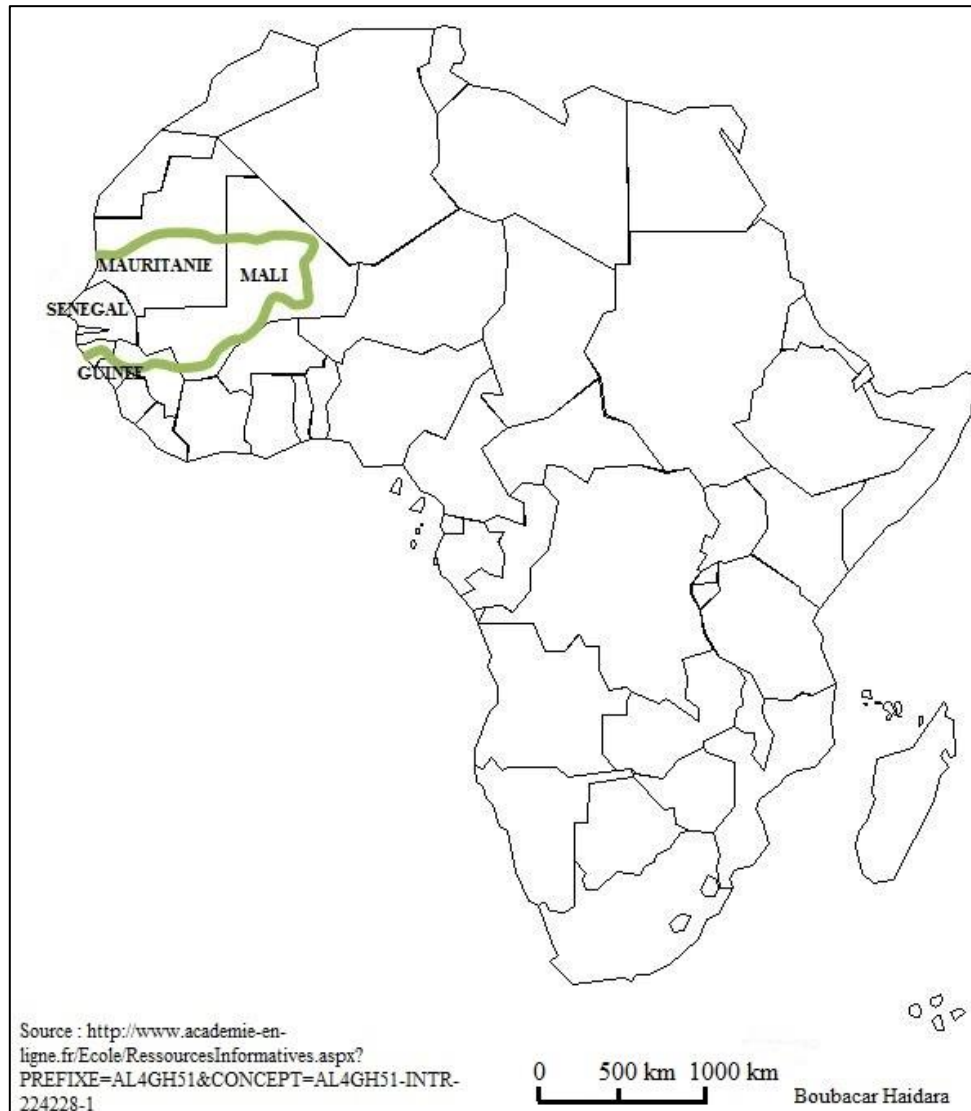 MAURITANIE
MALI
SENEGAL
GUINEE
Source : http://www.academie-en-
ligne.fr/Ecole/RessourcesInformatives.aspx?
PREFIXE=AL4GH51&CONCEPT=AL4GH51-INTR-
224228-1
0 500 km 1000 km
Boubacar Haidara